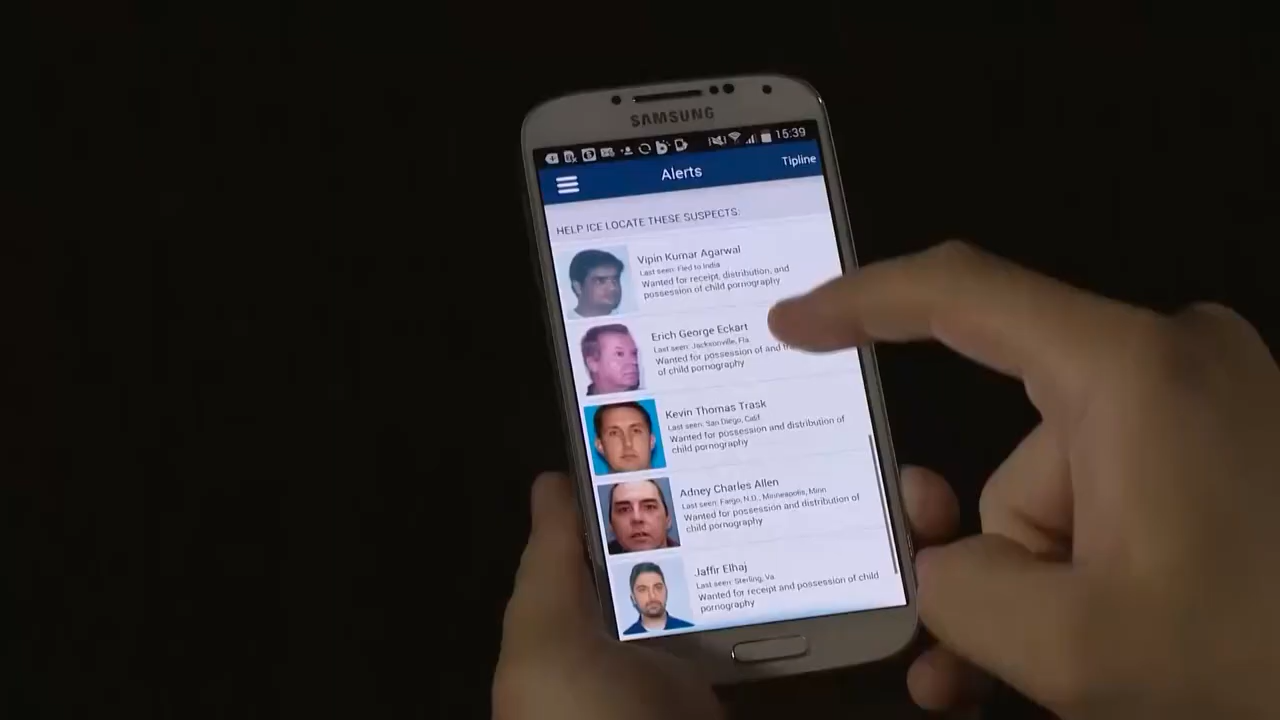 SAMSUNG
15:39
Alerts
Tipline
HELP ICE LOCATE THESE SUSPECTS:
Vipin Kumar Agarwal
Last seen: Fled to India
Wanted for receipt, distribution, and
possession of child pornography
Erich George Eckart
Last seen: Jacksonville, Fla
Wanted for possession of and
of child pornography
Kevin Thomas Trask
Last seen: San Diego, Calif.
Wanted for possession and distribution of
child pornography
Adney Charles Allen
Last seen: Fargo, N.D., Minneapolis, Minn
Wanted for possession and distribution of
child pornography
Jaffir Elhaj
Last seen: Sterling, Va.
Wanted for receipt and possession of child
pornography